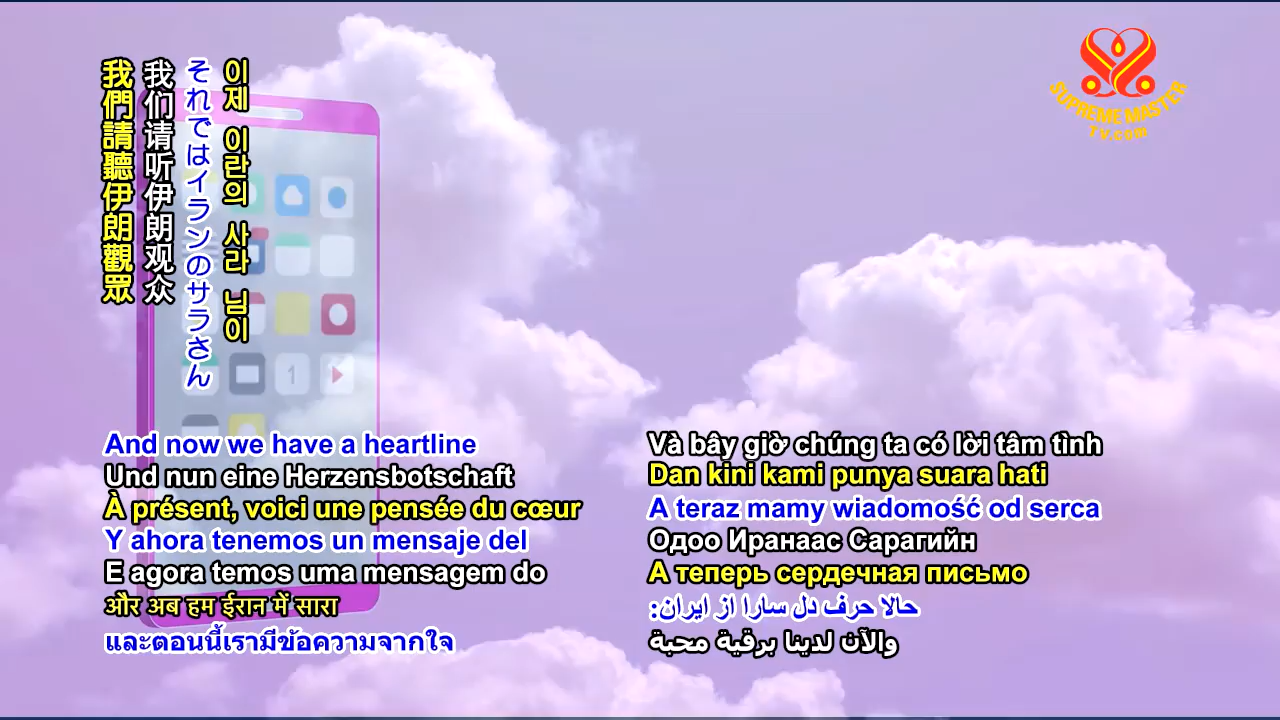 我們請聽伊朗觀眾
我们请听伊朗观众
それではイランのサラさん
이제 이란의 사라 님이
SUPREME MASTER
TV.com
1
And now we have a heartline
Und nun eine Herzensbotschaft
À présent, voici une pensée du cœur
Y ahora tenemos un mensaje del
E agora temos uma mensagem do
और अब हम ईरान में सारा
และตอนนี้เรามีข้อความจากใจ
Và bây giờ chúng ta có lời tâm tình
Dan kini kami punya suara hati
A teraz mamy wiadomość od serca
Одоо Иранаас Сарагийн
А теперь сердечная письмо
حالا حرف دل سارا از ایران:
والآن لدينا برقية محبة